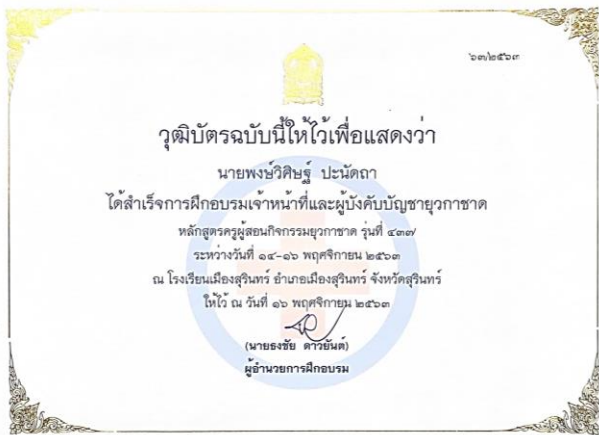 ๖๓/๒๕๖๓
วุฒิบัตรฉบับนี้ให้ไว้เพื่อแสดงว่า
นายพงษ์วิศิษฐ์ ปะนัดถา
ได้สำเร็จการฝึกอบรมเจ้าหน้าที่และผู้บังคับบัญชายุวกาชาด
หลักสูตรครูผู้สอนกิจกรรมยุวกาชาด รุ่นที่ ๔๓๗
ระหว่างวันที่ ๑๔-๑๖ พฤศจิกายน ๒๕๖๓
ณ โรงเรียนเมืองสุรินทร์ อำเภอเมืองสุรินทร์ จังหวัดสุรินทร์
ให้ไว้ ณ วันที่ ๑๖ พฤศจิกายน ๒๕๖๓
(นายธงชัย ดาวยันต์)
ผู้อำนวยการฝึกอบรม